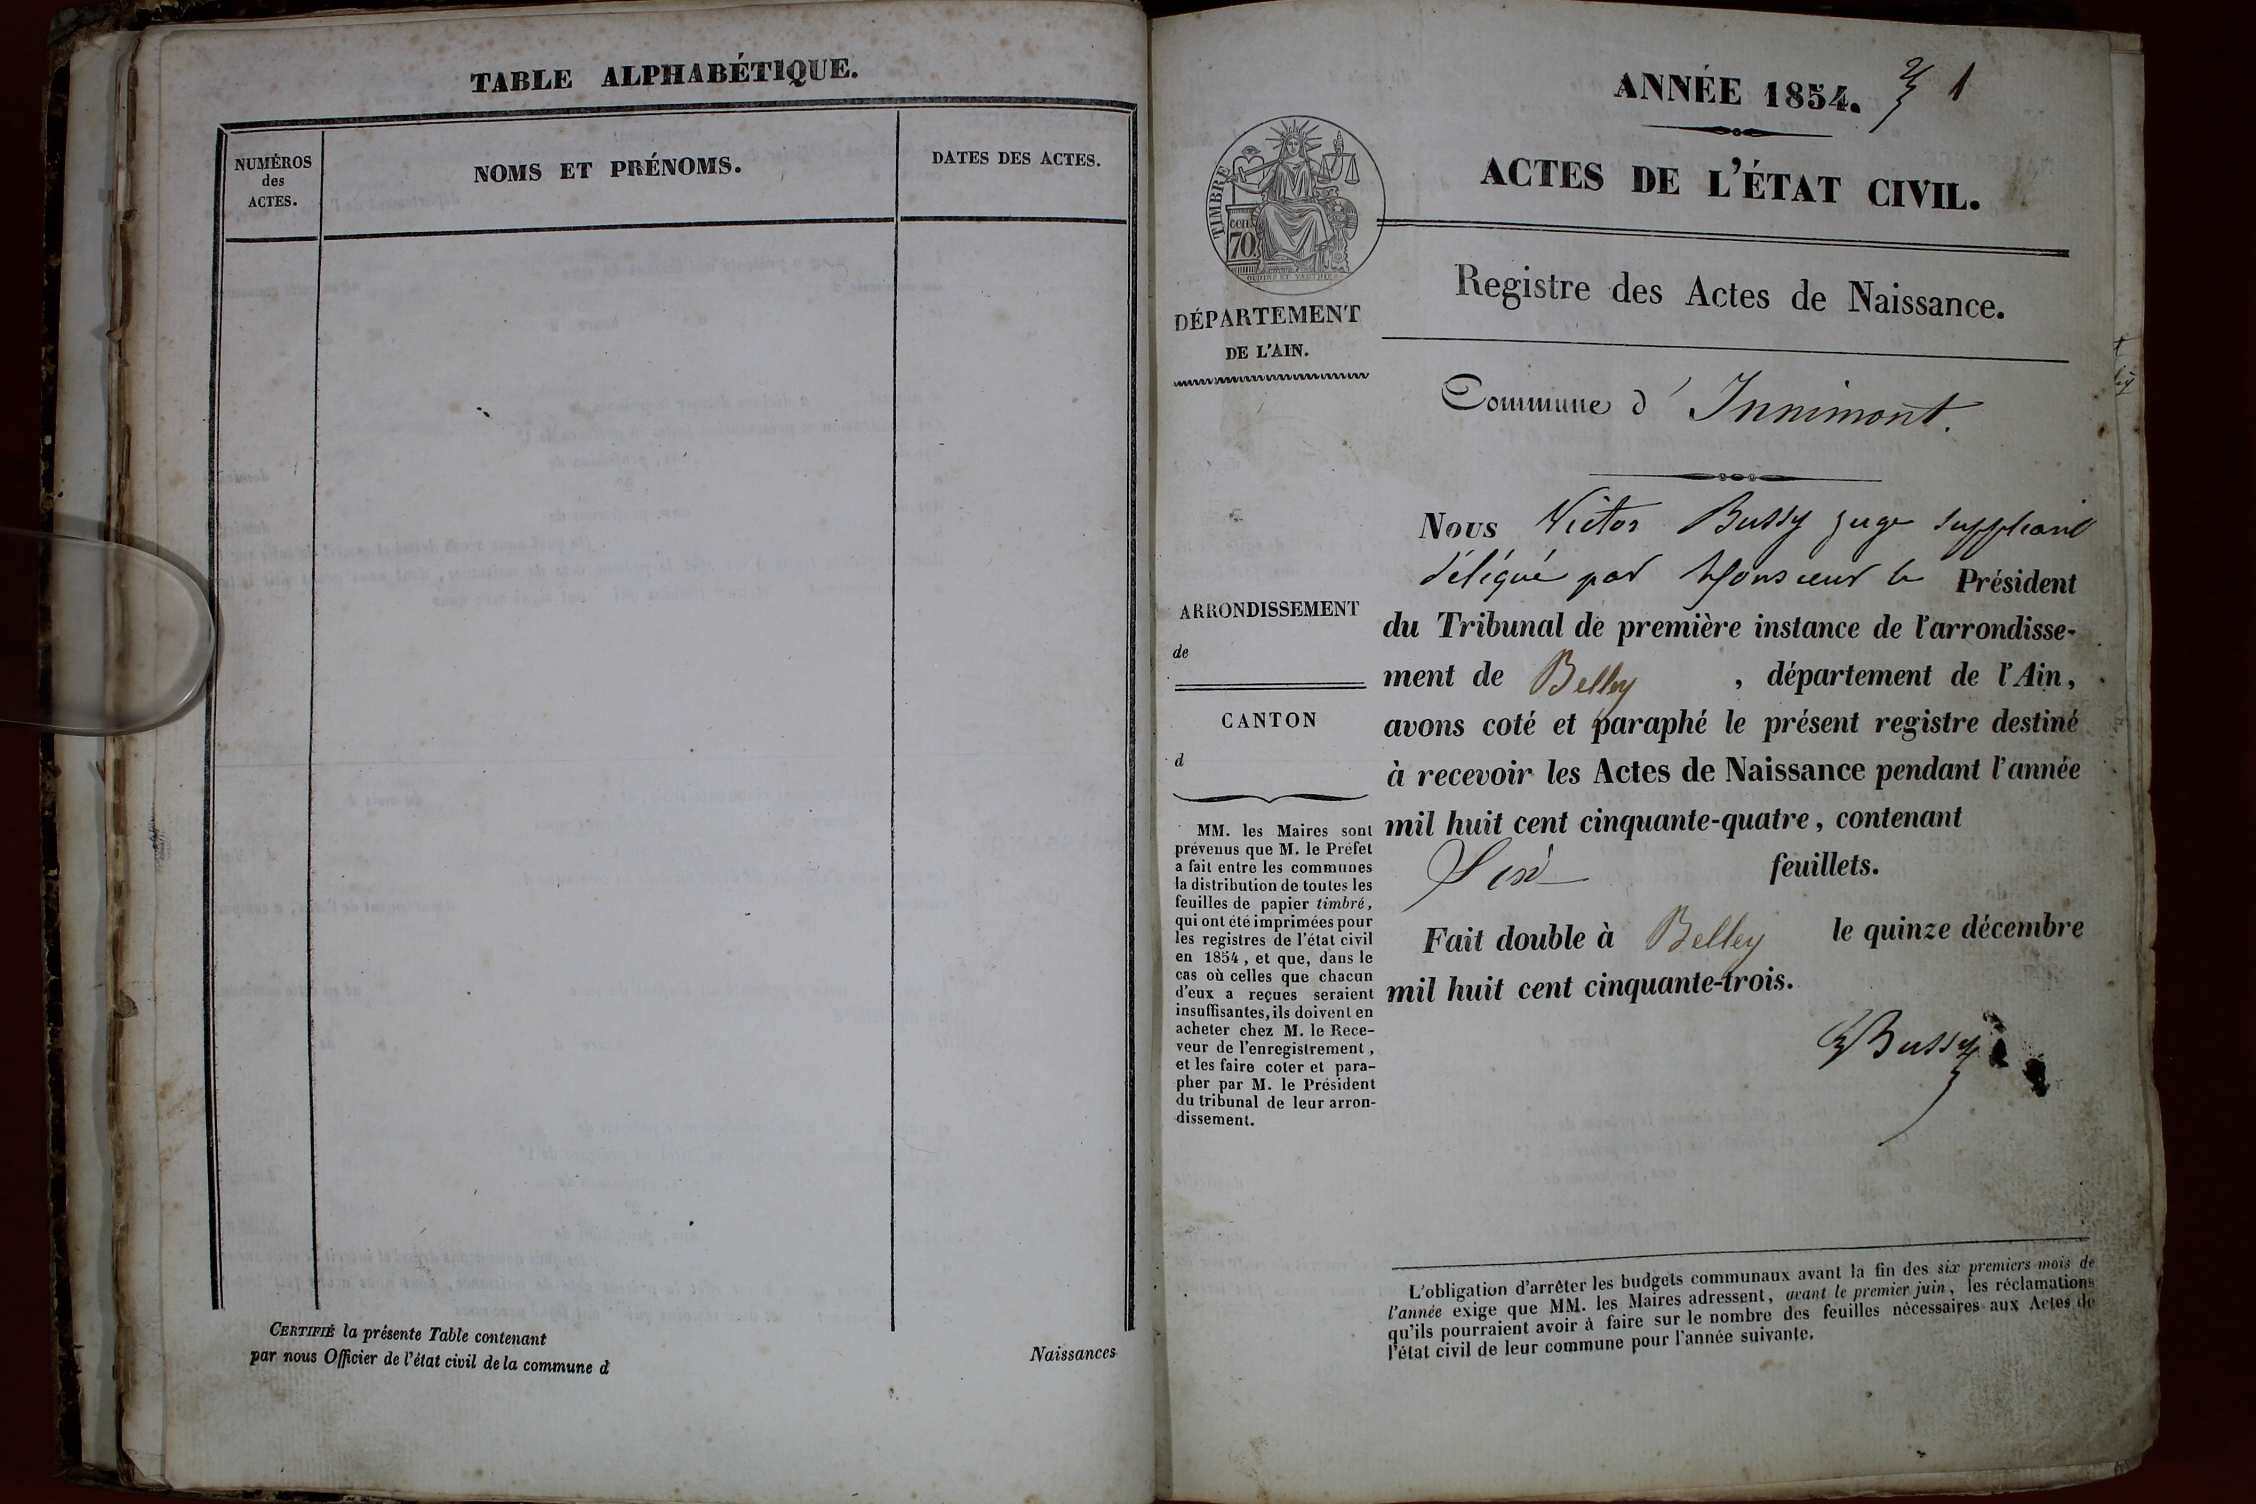 TABLE ALPHABÉTIQUE.
NUMÉROS
des
ACTES.
NOMS ET PRÉNOMS.
DATES DES ACTES.
CERTIFIÉ la présente Table contenant
Naissances
par nous Officier de l'état civil de la commune d
ANNÉE 1854.
1
ACTES DE L'ÉTAT CIVIL.
TIMBRE
cen.
70.
Registre des Actes de Naissance.
DÉPARTEMENT
DE L'AIN.
Commune d'Innimont.
ARRONDISSEMENT
de
CANTON
d
MM. les Maires sont
prévenus que M. le Préfet
a fait entre les communes
la distribution de toutes les
feuilles de papier timbré,
qui ont été imprimées pour
les registres de l'état civil
en 1854, et que, dans le
cas où celles que chacun
d'eux a reçues seraient
insuffisantes, ils doivent en
acheter chez M. le Rece-
veur de l'enregistrement,
et les faire coter et para-
pher par M. le Président
du tribunal de leur arron-
dissement.
Nous Victor Bussy juge suppleant
délégué par Monsieur le Président
du Tribunal de première instance de l'arrondisse-
ment de Belley, département de l'Ain,
avons coté et paraphé le présent registre destiné
à recevoir les Actes de Naissance pendant l'année
mil huit cent cinquante-quatre, contenant
Six feuillets.
Fait double à Belley le quinze décembre
mil huit cent cinquante-trois.
Bussy
L'obligation d'arrêter les budgets communaux avant la fin des six premiers mois de
l'année exige que MM. les Maires adressent, avant le premier juin, les réclamations
qu'ils pourraient avoir à faire sur le nombre des feuilles nécessaires aux Actes de
l'état civil de leur commune pour l'année suivante.